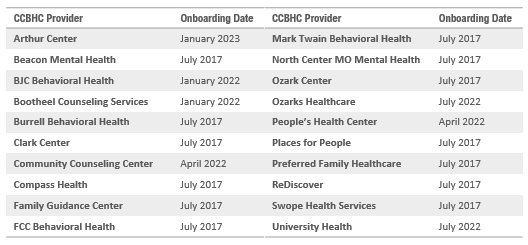 CCBHC Provider Onboarding Date CCBHC Provider Onboarding Date
Arthur Center January 2023 Mark Twain Behavioral Health July 2017
Beacon Mental Health July 2017 North Center MO Mental Health July 2017
BJC Behavioral Health January 2022 Ozark Center July 2017
Bootheel Counseling Services January 2022 Ozarks Healthcare July 2022
Burrell Behavioral Health July 2017 People's Health Center April 2022
Clark Center July 2017 Places for People July 2017
Community Counseling Center April 2022 Preferred Family Healthcare July 2017
Compass Health July 2017 ReDiscover July 2017
Family Guidance Center July 2017 Swope Health Services July 2017
FCC Behavioral Health July 2017 University Health July 2022